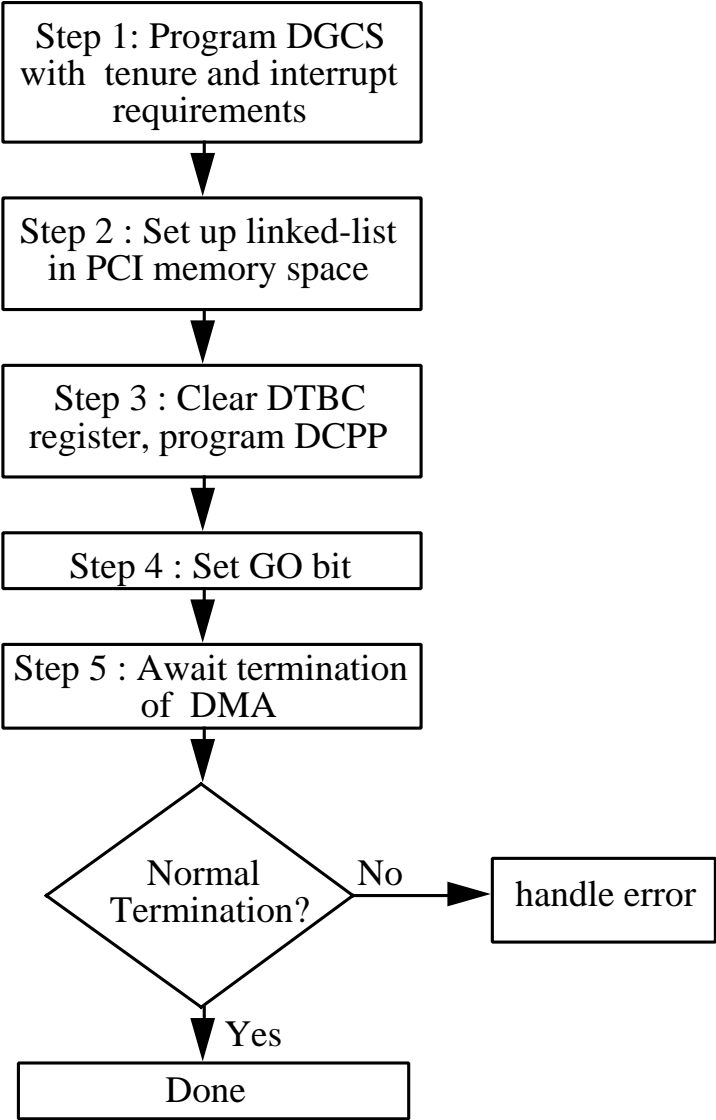 Step 1: Program DGCS
with tenure and interrupt
requirements
Step 2 : Set up linked-list
in PCI memory space
Step 3 : Clear DTBC
register, program DCPP
Step 4 : Set GO bit
Step 5 : Await termination
of DMA
Normal
Termination?
No
handle error
Yes
Done